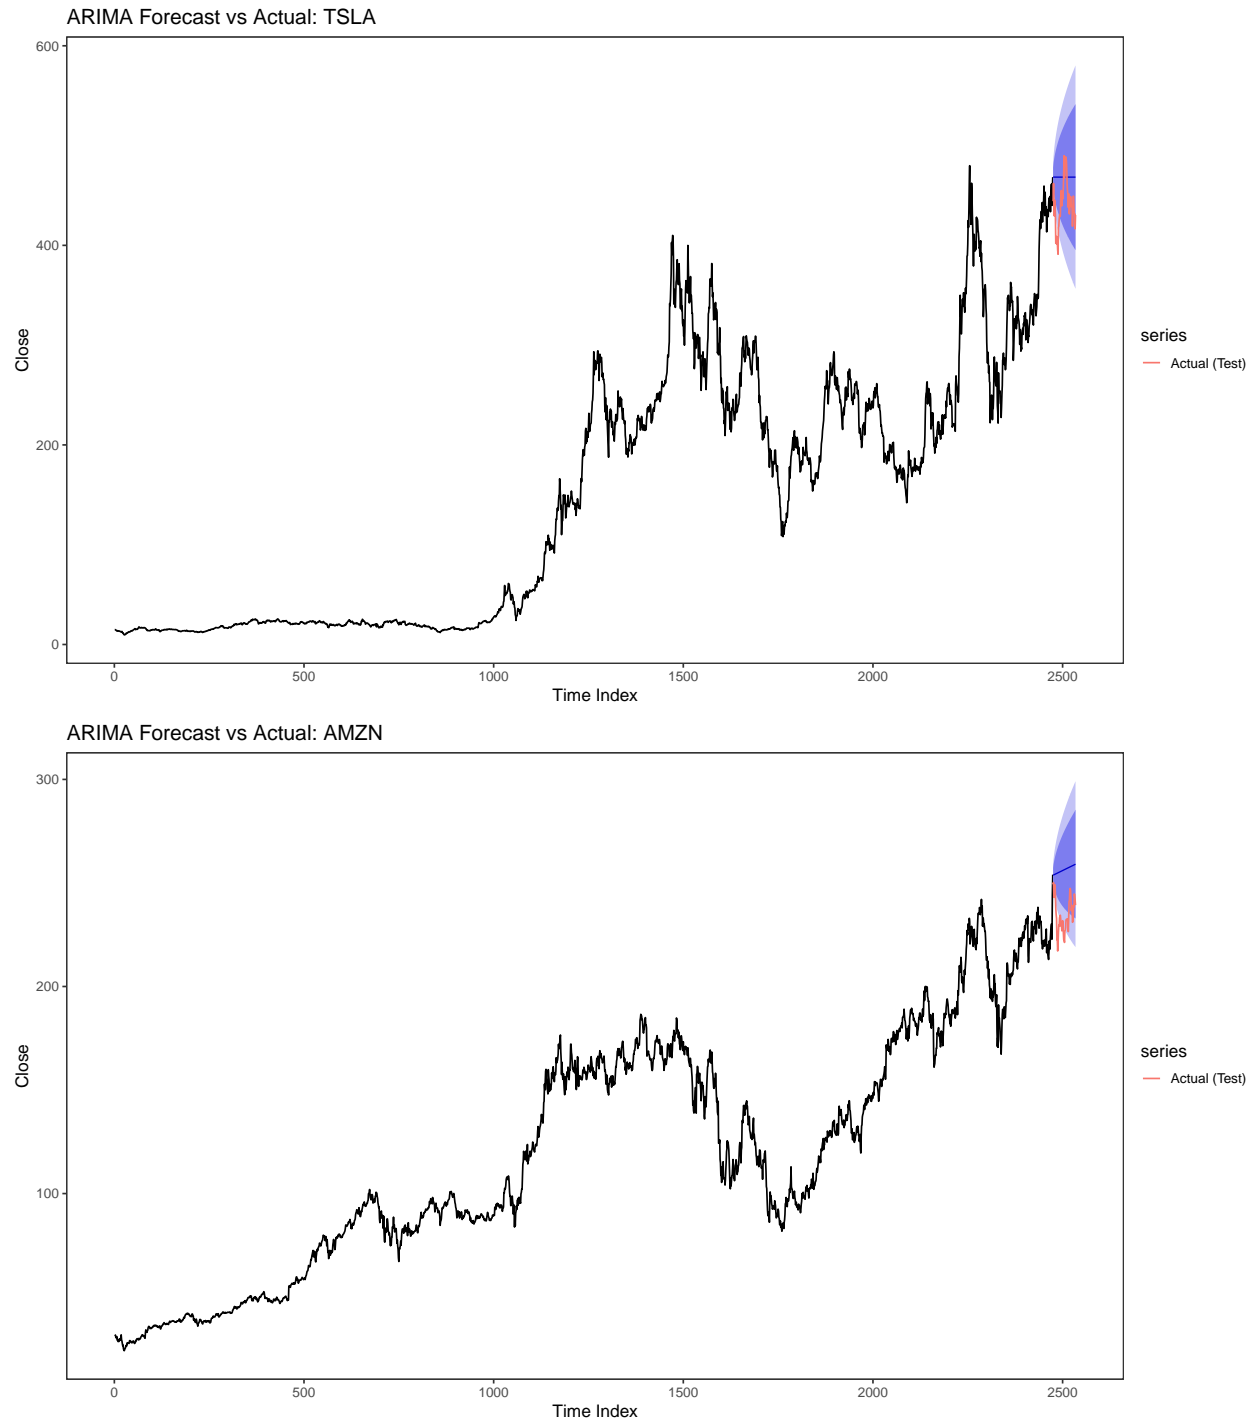 ARIMA Forecast vs Actual: TSLA
600
400
200
0
Close
0 500 1000 1500 2000 2500
Time Index
series
Actual (Test)
ARIMA Forecast vs Actual: AMZN
300
200
100
Close
0 500 1000 1500 2000 2500
Time Index
series
Actual (Test)